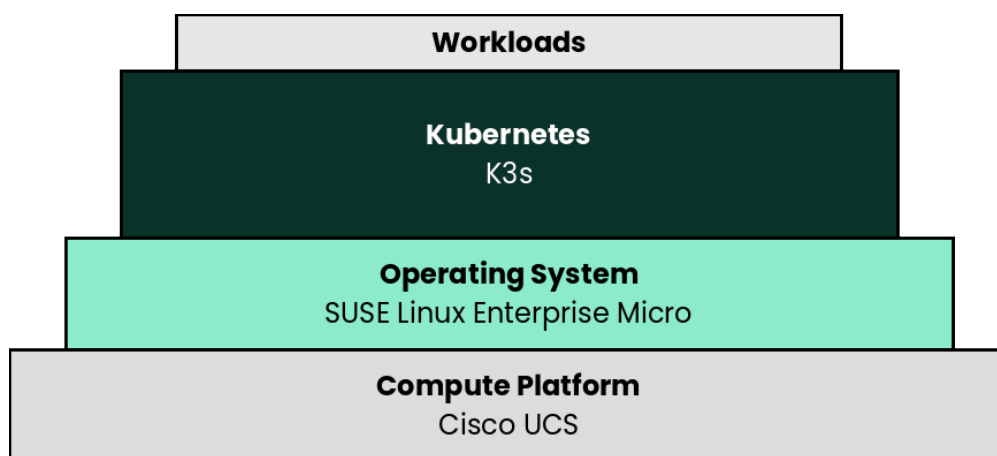 Workloads
Kubernetes
K3s
Operating System
SUSE Linux Enterprise Micro
Compute Platform
Cisco UCS